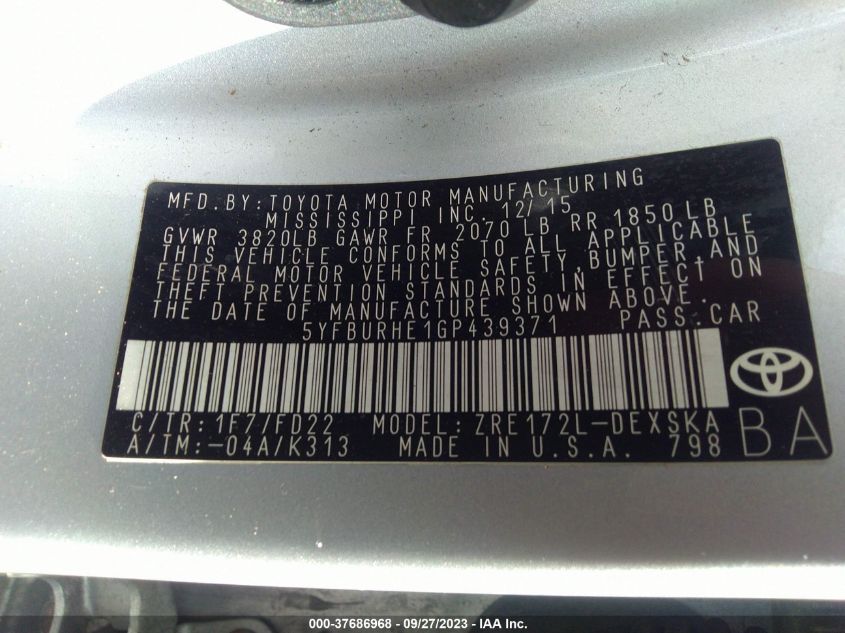 MFD. BY: TOYOTA MOTOR MANUFACTURING
MISSISSIPPI INC. 12/15
GVWR 3820LB GAWR FR 2070 LB RR 1850 LB
THIS VEHICLE CONFORMS TO ALL APPLICABLE
FEDERAL MOTOR VEHICLE SAFETY, BUMPER, AND
THEFT PREVENTION STANDARDS IN EFFECT ON
THE DATE OF MANUFACTURE SHOWN ABOVE.
5YFBURHE1GP439371 PASS. CAR
C/TR: 1F7/FD22 MODEL: ZRE172L-DEXSKA
A/TM: -04A/K313 MADE IN U.S.A. 798
BA
000-37686968 - 09/27/2023 - IAA Inc.